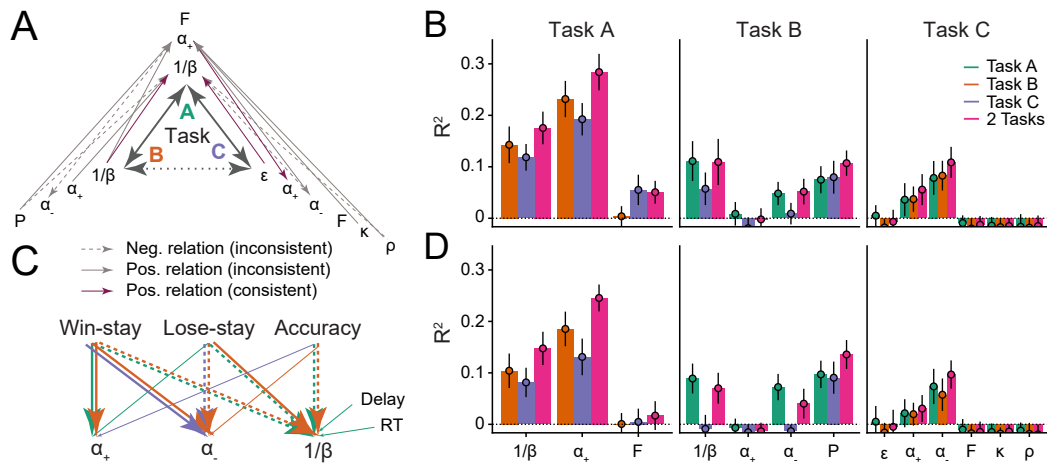 A
F
α+
1/β
A
Task
B
C
1/β
ε
α+
α+
P
α-
α-
F
κ
ρ
Neg. relation (inconsistent)
Pos. relation (inconsistent)
Pos. relation (consistent)
B
Task A
Task B
Task C
R²
0.3
0.2
0.1
0
Task A
Task B
Task C
2 Tasks
C
Win-stay
Lose-stay
Accuracy
Delay
RT
α+
α-
1/β
D
R²
0.3
0.2
0.1
0
1/β
α+
F
1/β
α+
α-
P
ε
α+
α-
F
κ
ρ